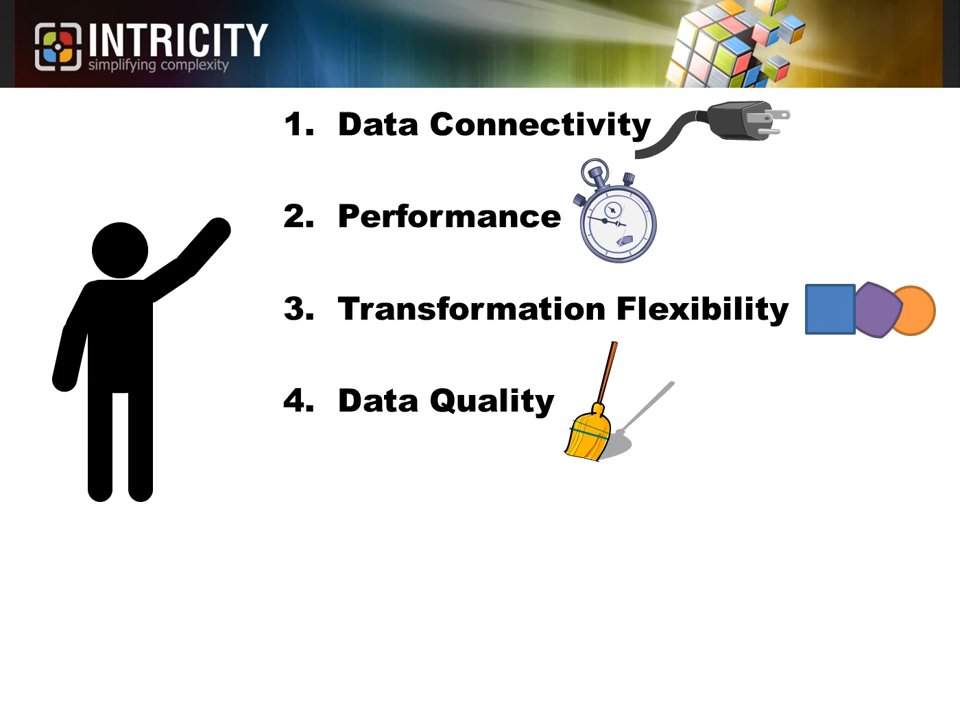 INTRICITY
simplifying complexity
1. Data Connectivity
2. Performance
3. Transformation Flexibility
4. Data Quality